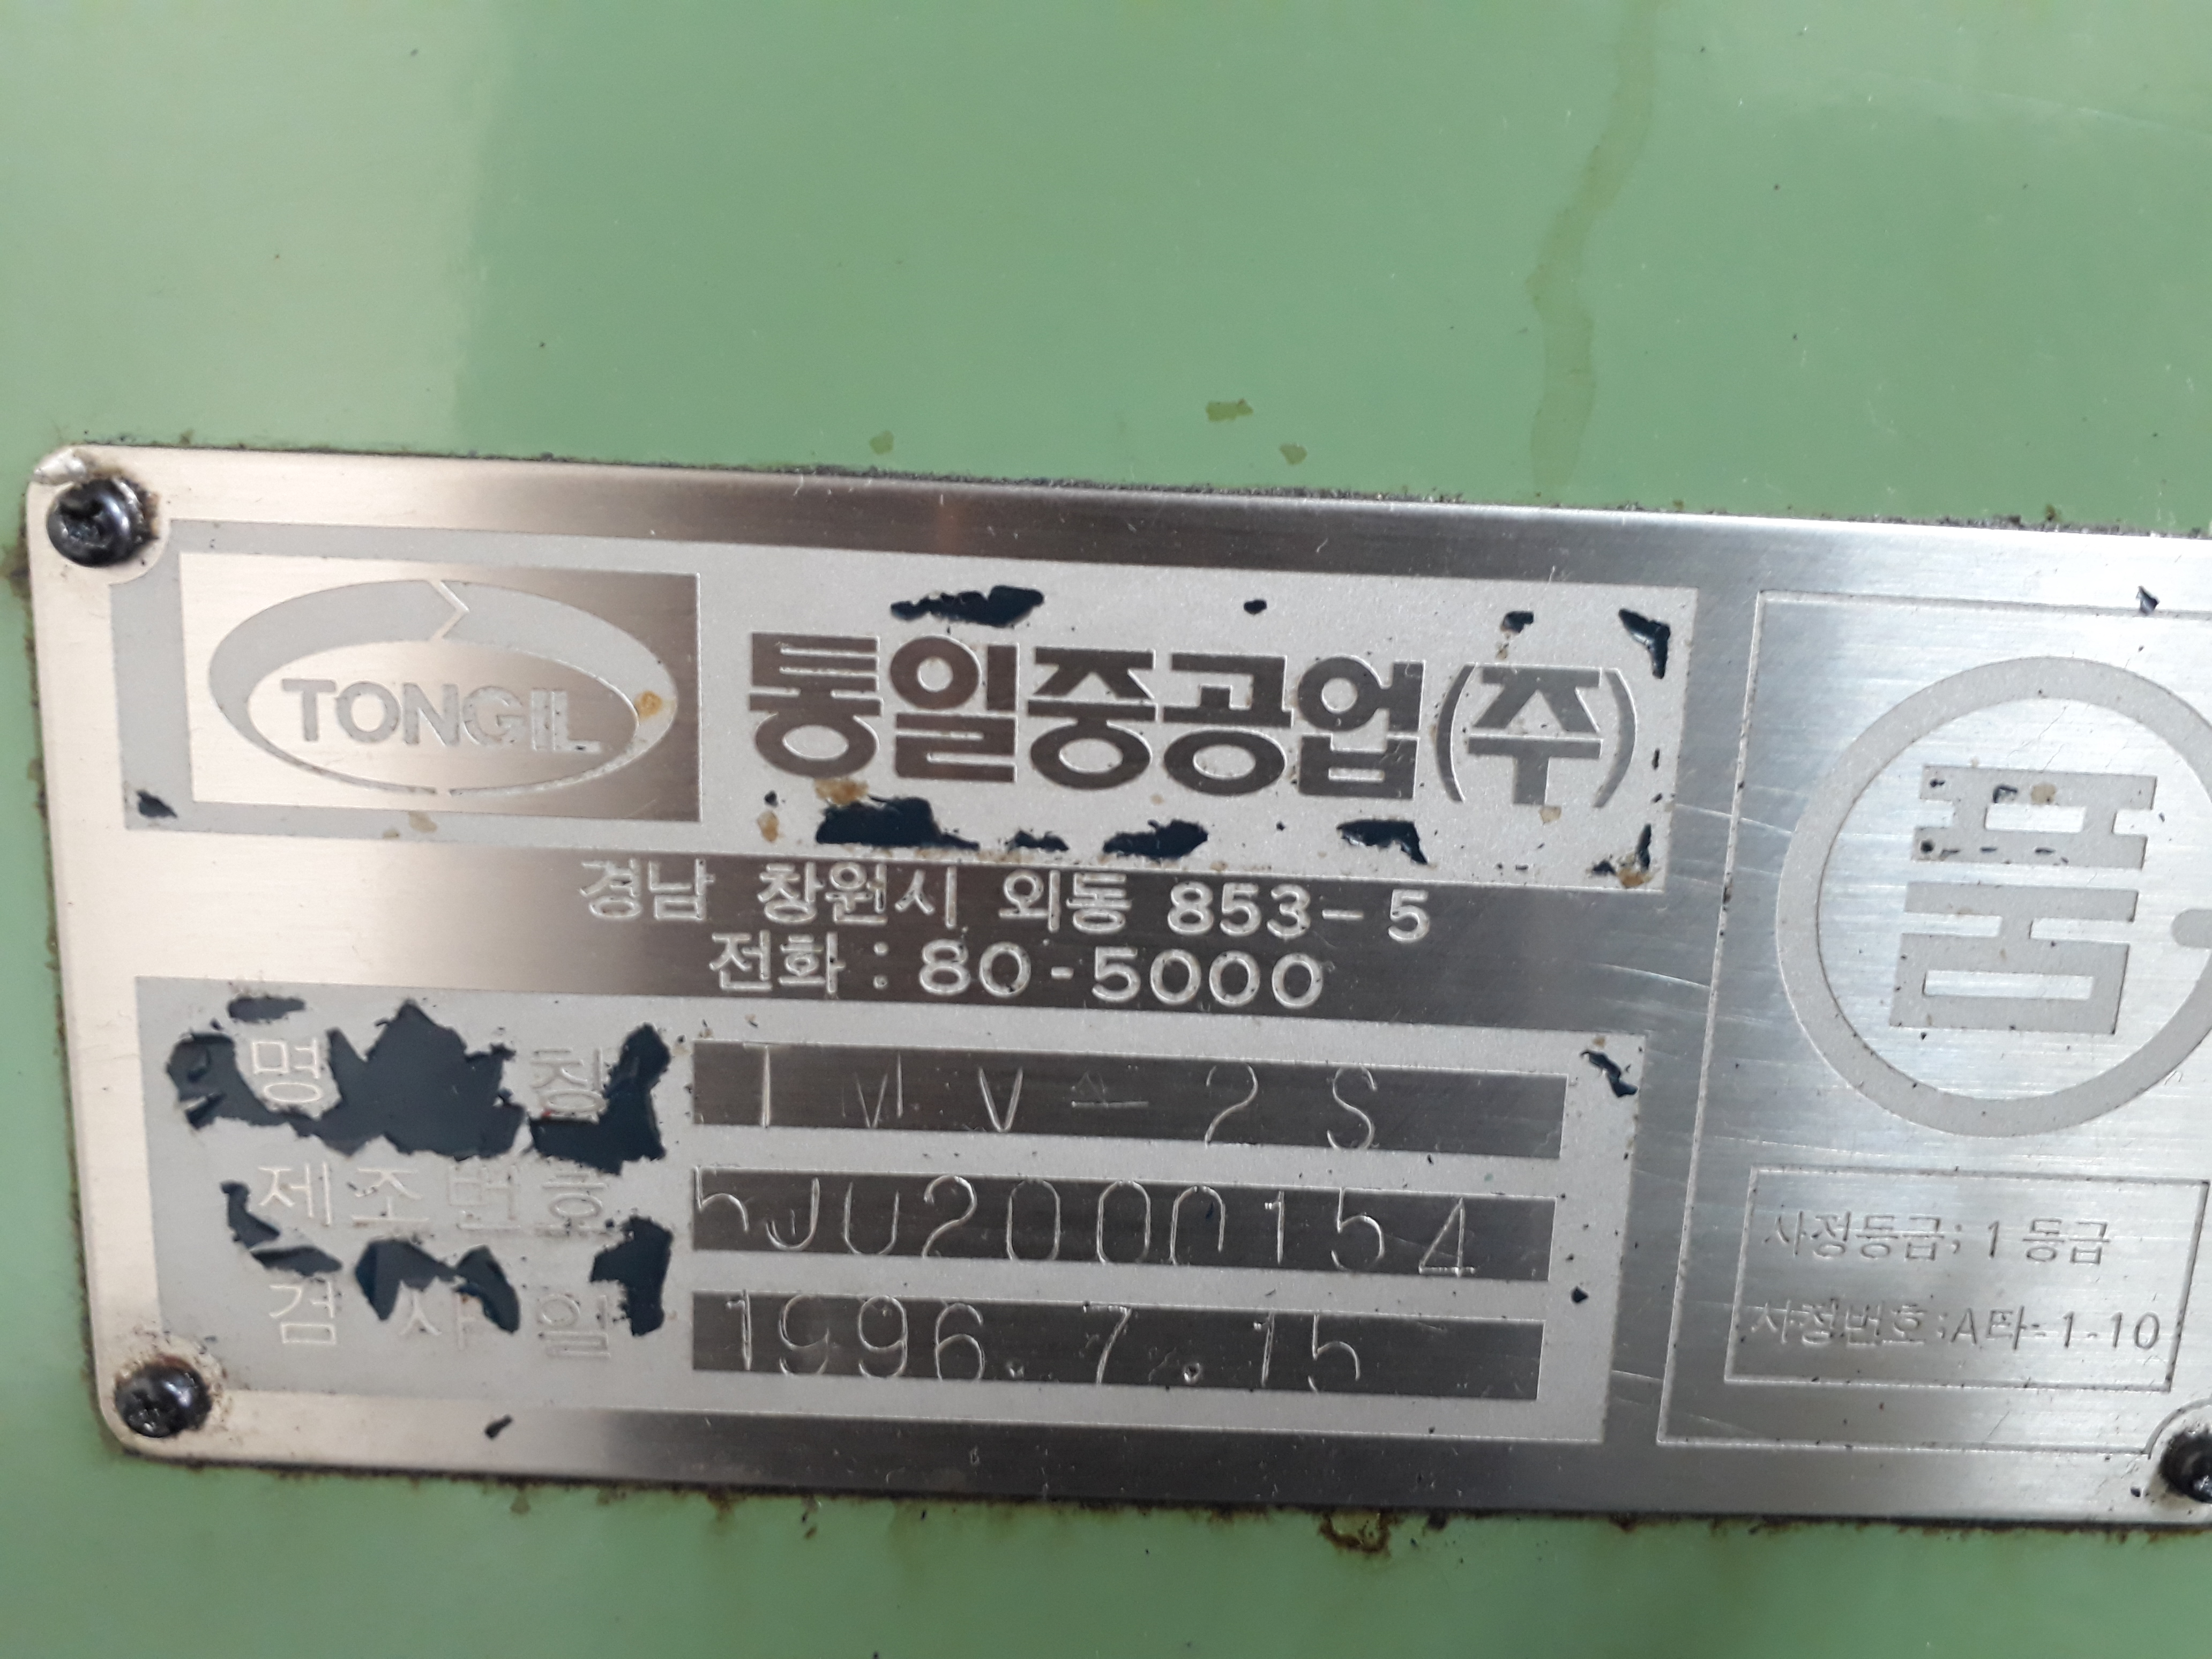 TONGIL
통일중공업(주)
경남 창원시 외동 853-5
전화 : 80-5000
명 칭 TMV-2S
제조번호 5JU2000154
검사일 1996.7.15
품
사정등급; 1 등급
사정번호;A타-1-10